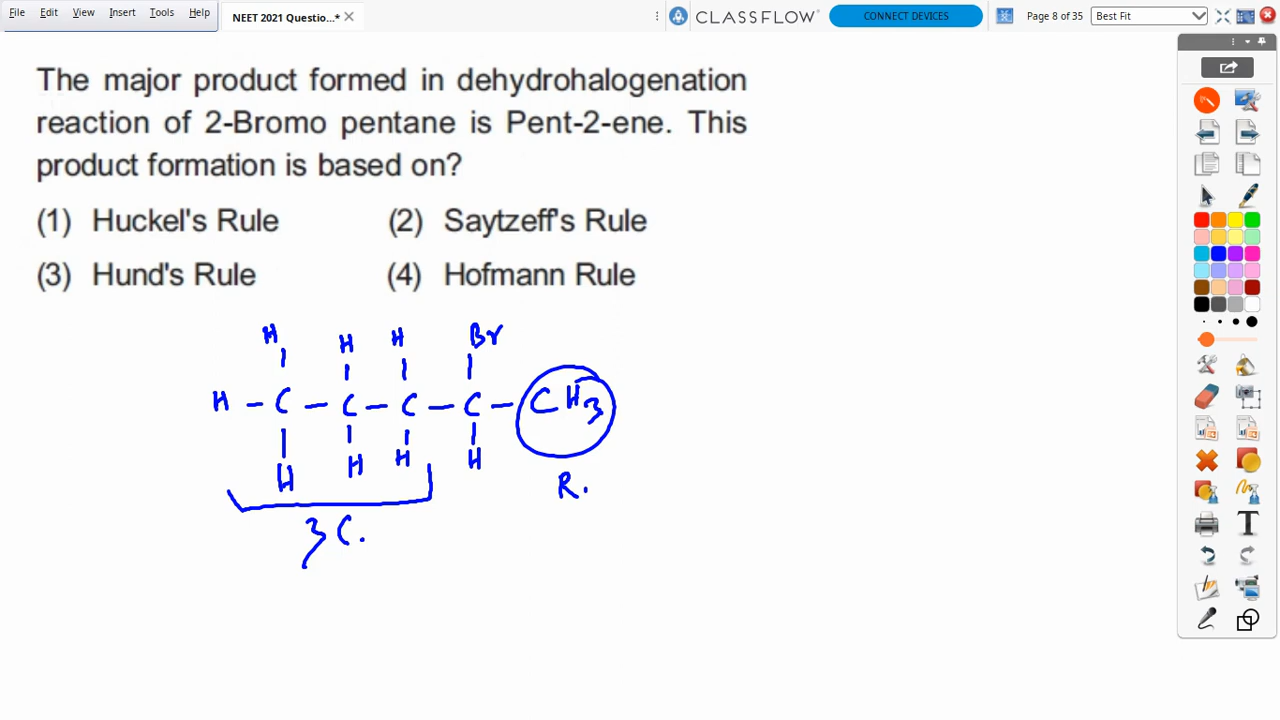 File Edit View Insert Tools Help
NEET 2021 Questio...*
CLASSFLOW
CONNECT DEVICES
Page 8 of 35
Best Fit
The major product formed in dehydrohalogenation
reaction of 2-Bromo pentane is Pent-2-ene. This
product formation is based on?
(1) Huckel's Rule (2) Saytzeff's Rule
(3) Hund's Rule (4) Hofmann Rule
H H H Br
H - C - C - C - C - CH3
H H H H
R.
3 C.
T